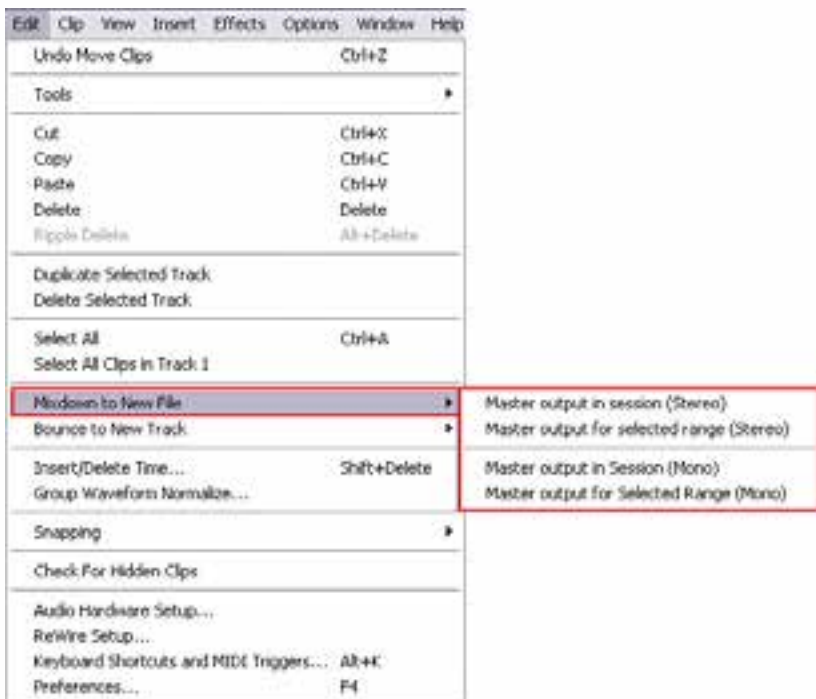 Edit Clip View Insert Effects Options Window Help
Undo Move Clips Ctrl+Z
Tools
Cut Ctrl+X
Copy Ctrl+C
Paste Ctrl+V
Delete Delete
Ripple Delete Alt+Delete
Duplicate Selected Track
Delete Selected Track
Select All Ctrl+A
Select All Clips in Track 1
Mixdown to New File
Master output in session (Stereo)
Bounce to New Track
Master output for selected range (Stereo)
Insert/Delete Time... Shift+Delete
Master output in Session (Mono)
Group Waveform Normalize...
Master output for Selected Range (Mono)
Snapping
Check For Hidden Clips
Audio Hardware Setup...
ReWire Setup...
Keyboard Shortcuts and MIDI Triggers... Alt+K
Preferences... F4